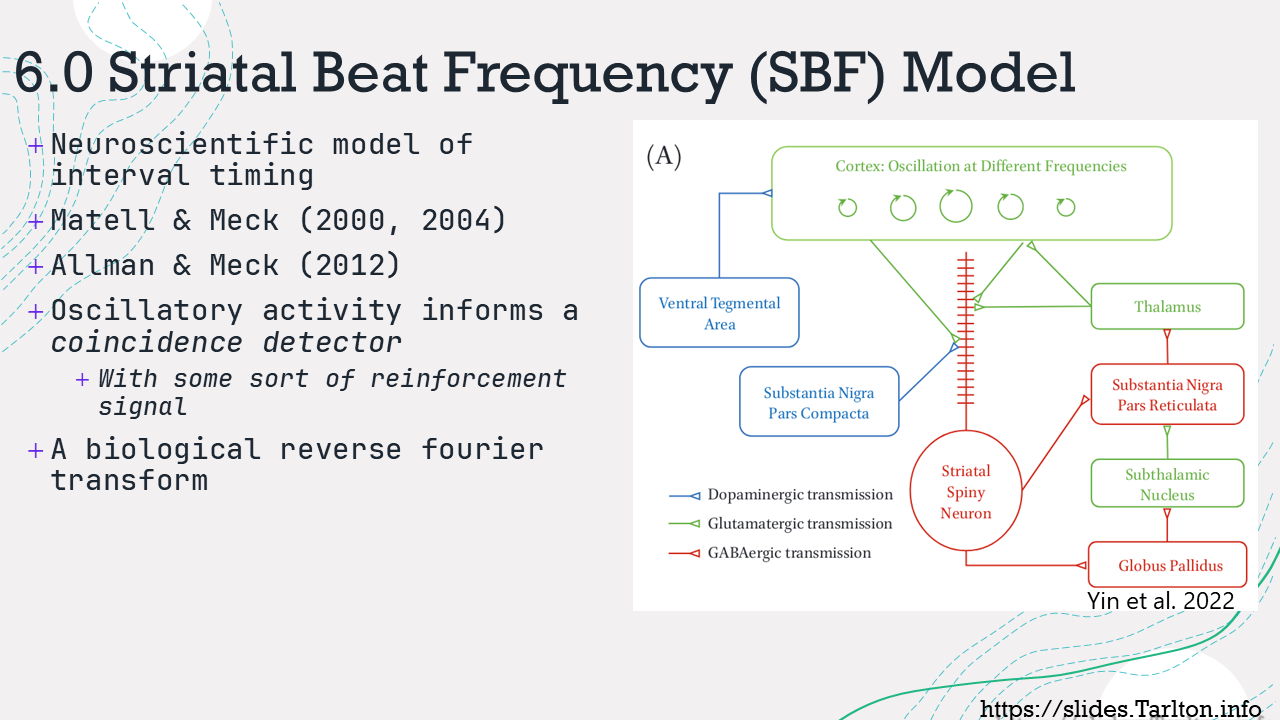 6.0 Striatal Beat Frequency (SBF) Model
+ Neuroscientific model of
interval timing
+ Matell & Meck (2000, 2004)
+ Allman & Meck (2012)
+ Oscillatory activity informs a
coincidence detector
+ With some sort of reinforcement
signal
+ A biological reverse fourier
transform
(A)
Cortex: Oscillation at Different Frequencies
Ventral Tegmental
Area
Thalamus
Substantia Nigra
Pars Compacta
Substantia Nigra
Pars Reticulata
Striatal
Spiny
Neuron
Subthalamic
Nucleus
Dopaminergic transmission
Glutamatergic transmission
GABAergic transmission
Globus Pallidus
Yin et al. 2022
https://slides.Tarlton.info